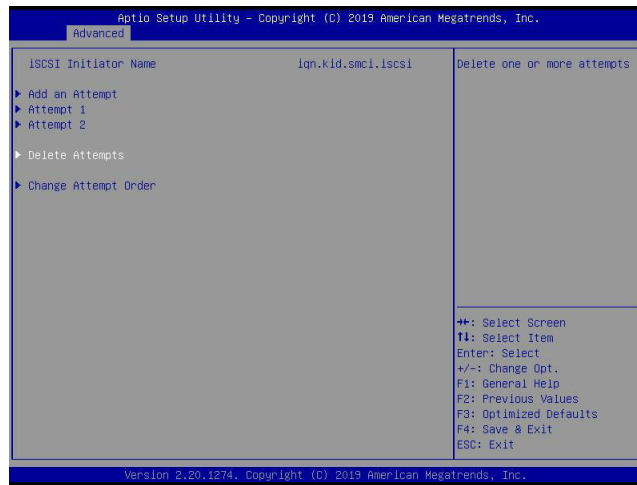 Aptio Setup Utility – Copyright (C) 2019 American Megatrends, Inc.
Advanced
iSCSI Initiator Name iqn.kid.smci.iscsi
Add an Attempt
Attempt 1
Attempt 2
Delete Attempts
Change Attempt Order
Delete one or more attempts
→←: Select Screen
↑↓: Select Item
Enter: Select
+/-: Change Opt.
F1: General Help
F2: Previous Values
F3: Optimized Defaults
F4: Save & Exit
ESC: Exit
Version 2.20.1274. Copyright (C) 2019 American Megatrends, Inc.